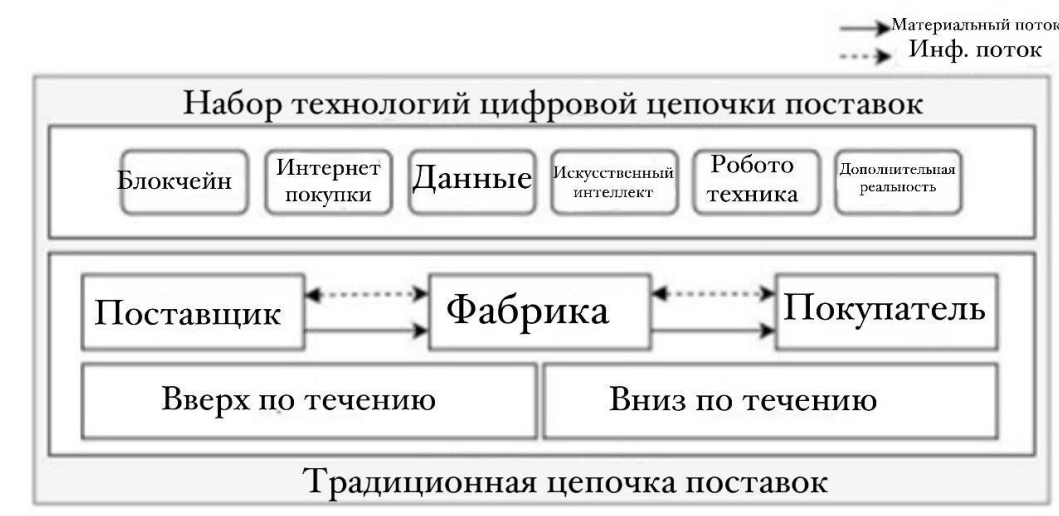 Материальный поток
Инф. поток
Набор технологий цифровой цепочки поставок
Блокчейн
Интернет
покупки
Данные
Искусственный
интеллект
Робото
техника
Дополнительная
реальность
Поставщик
Фабрика
Покупатель
Вверх по течению
Вниз по течению
Традиционная цепочка поставок